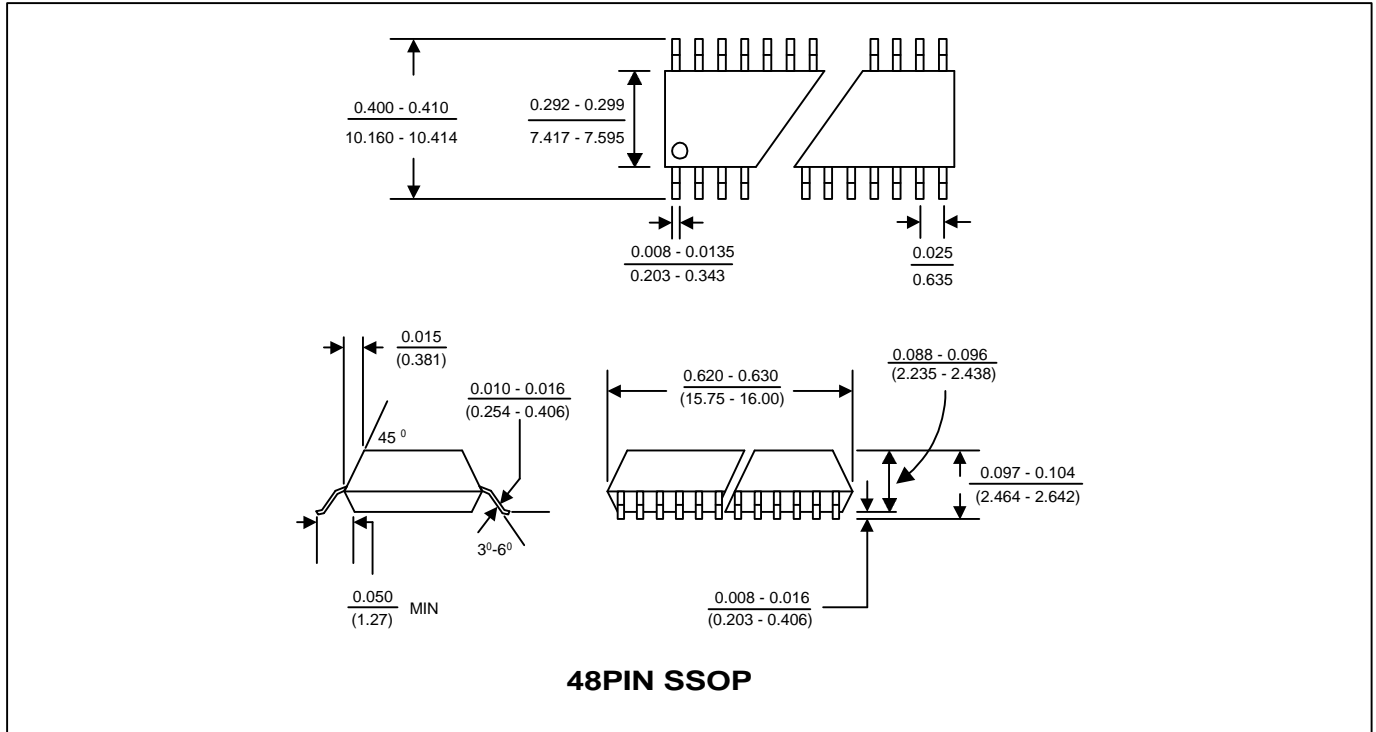 0.400 - 0.410
10.160 - 10.414
0.292 - 0.299
7.417 - 7.595
0.008 - 0.0135
0.203 - 0.343
0.025
0.635
0.015
(0.381)
0.010 - 0.016
(0.254 - 0.406)
45 ⁰
3⁰-6⁰
0.050
(1.27)
MIN
0.620 - 0.630
(15.75 - 16.00)
0.088 - 0.096
(2.235 - 2.438)
0.097 - 0.104
(2.464 - 2.642)
0.008 - 0.016
(0.203 - 0.406)
48PIN SSOP